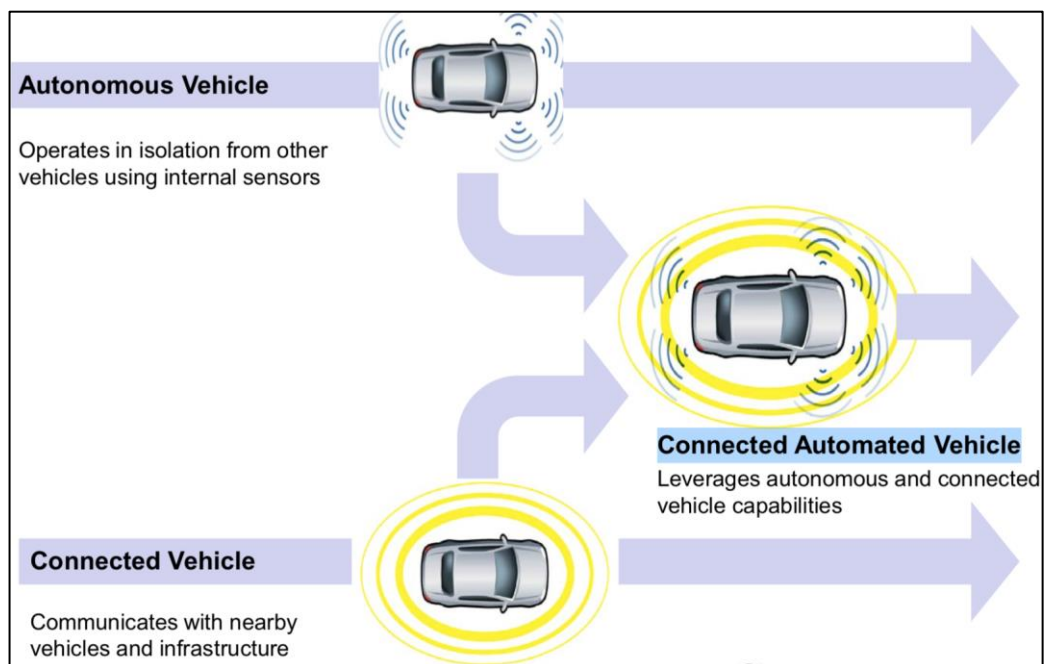 Autonomous Vehicle
Operates in isolation from other
vehicles using internal sensors
Connected Automated Vehicle
Leverages autonomous and connected
vehicle capabilities
Connected Vehicle
Communicates with nearby
vehicles and infrastructure